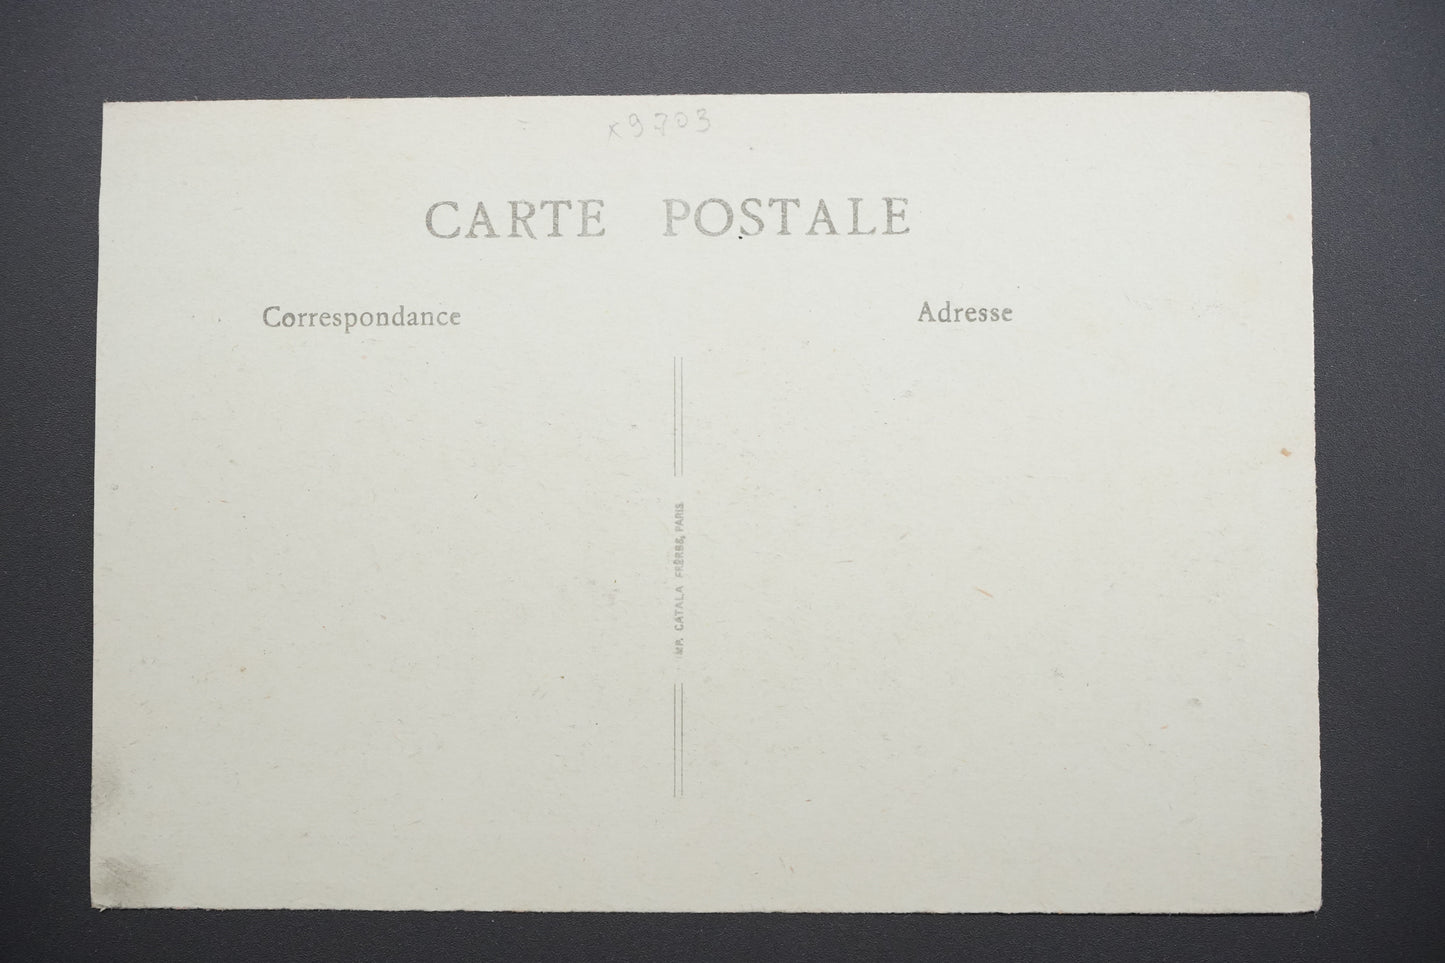 x9703
CARTE POSTALE
Correspondance
Adresse
IMP. CATALA FRÈRES, PARIS